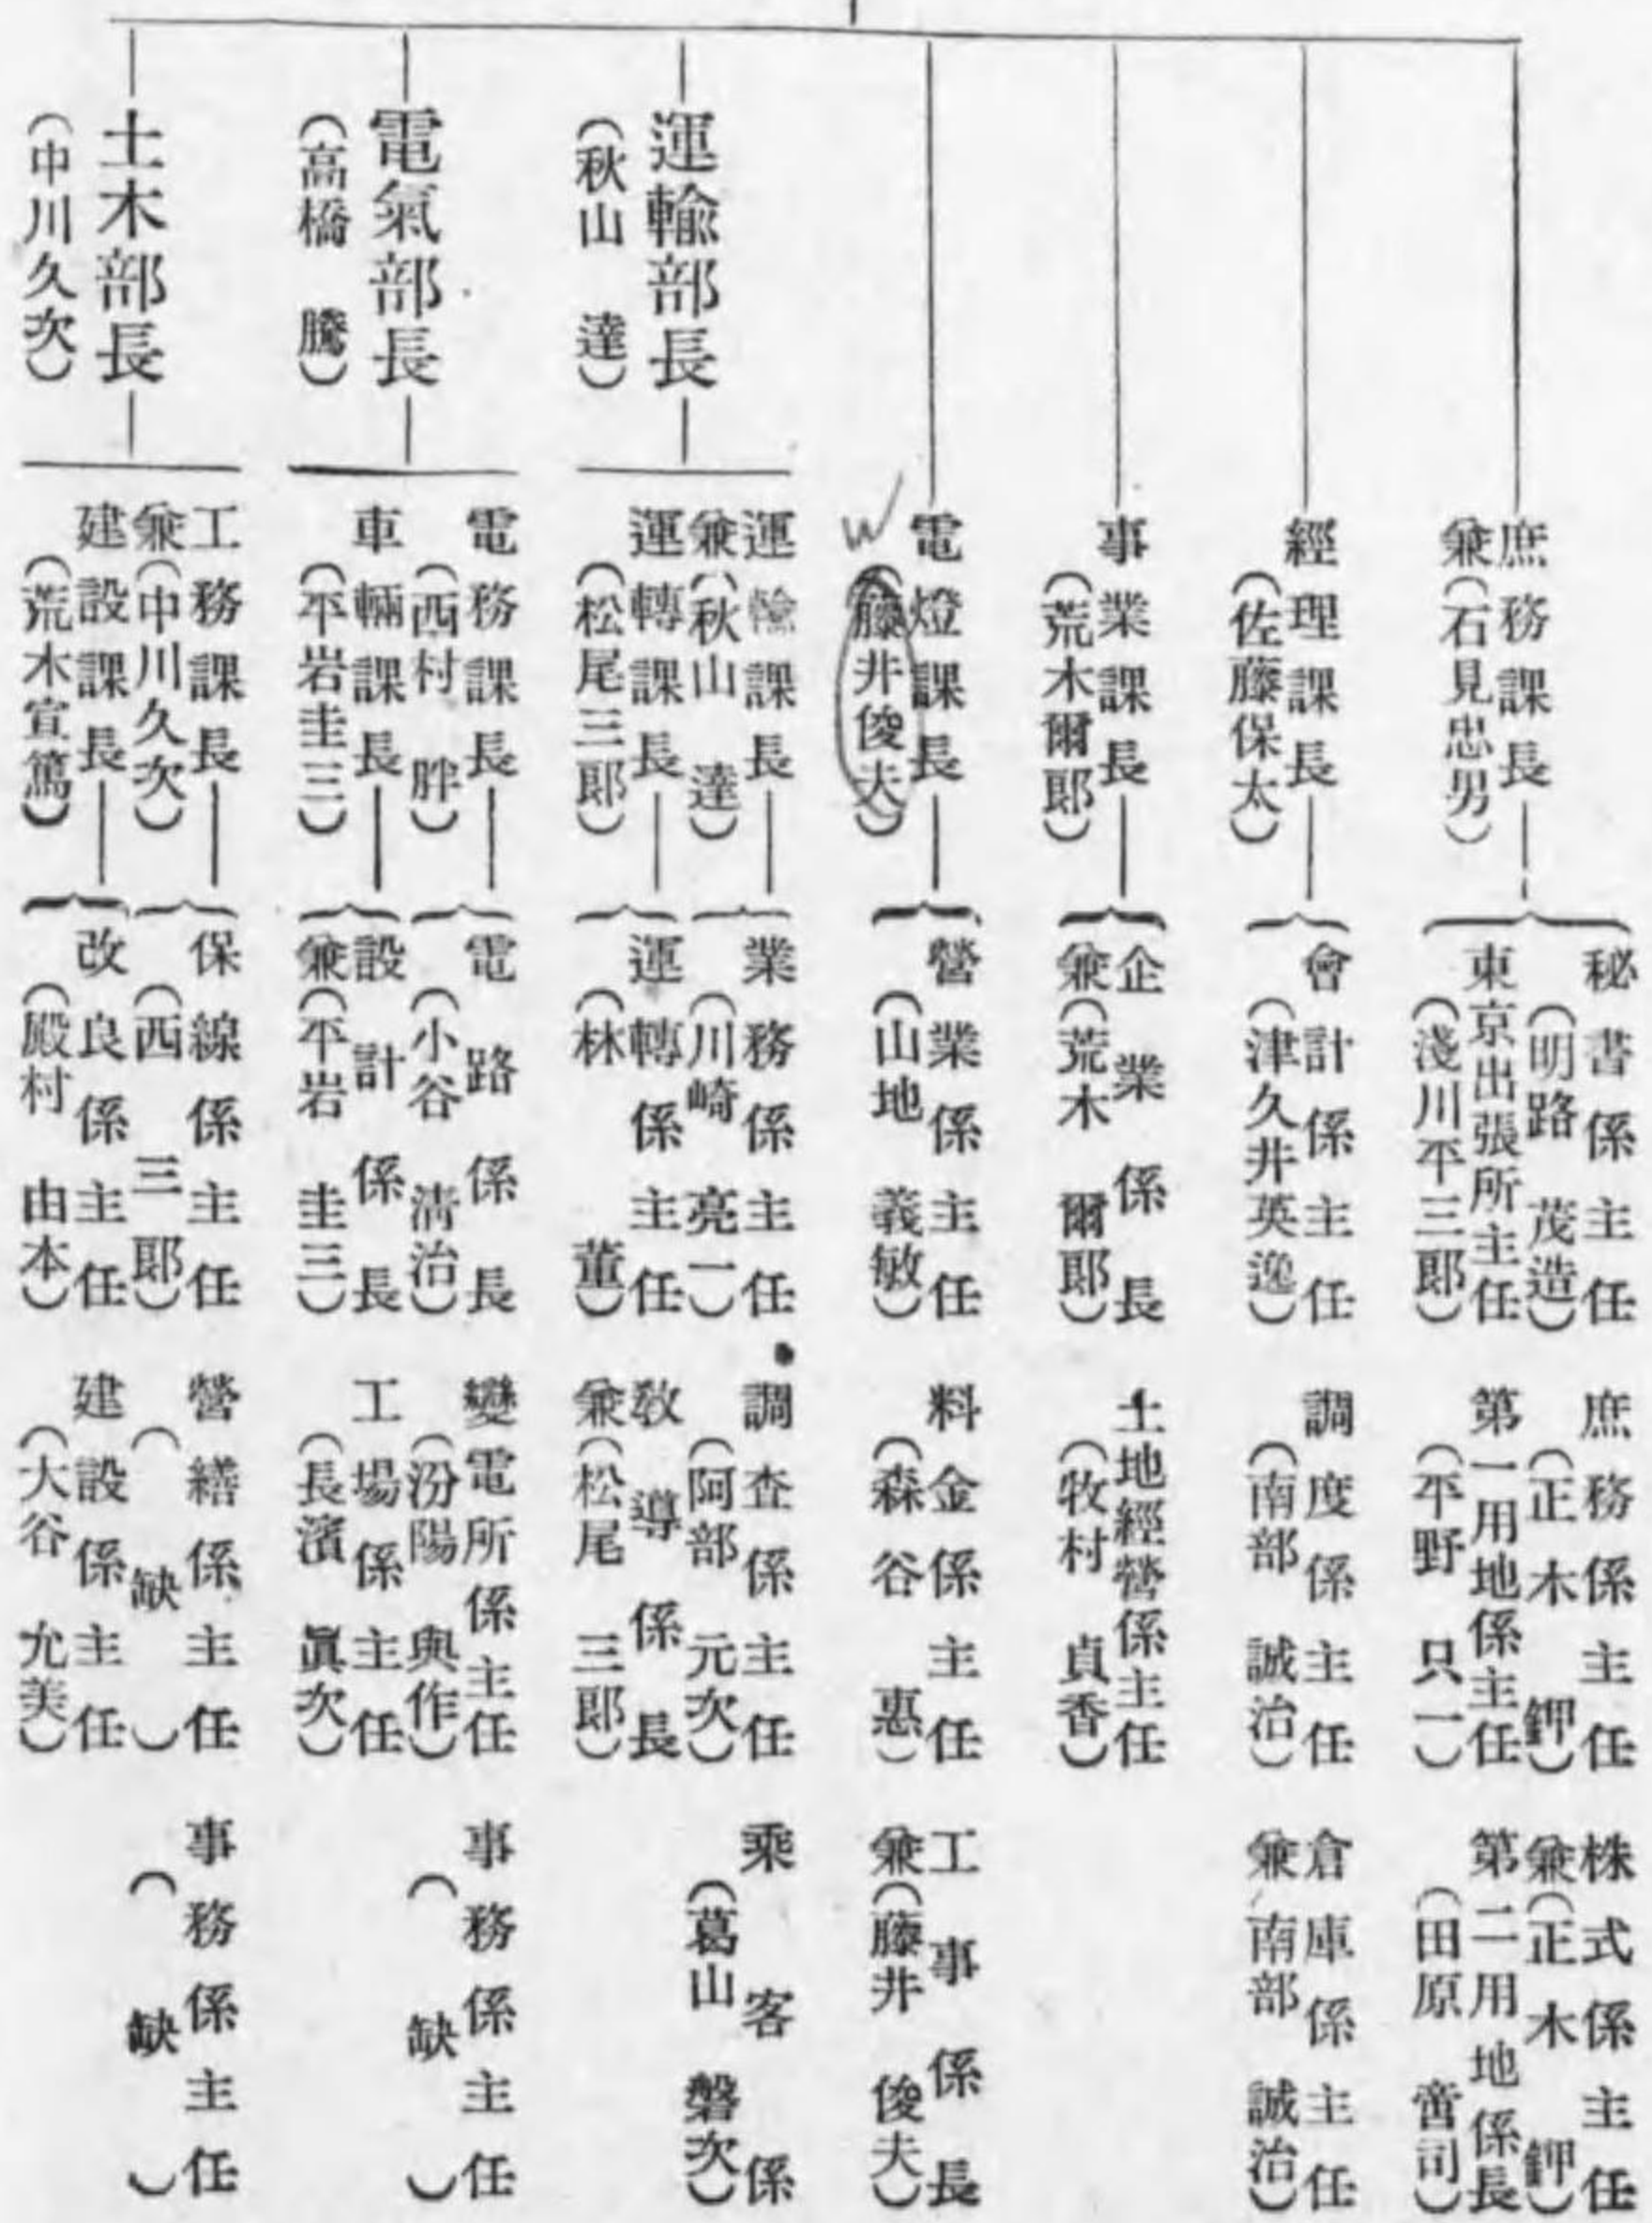 庶務課長
兼(石見忠男)
秘書係主任
(明路茂造)
庶務係主任
(正木鉀)
株式係主任
兼(正木鉀)
東京出張所主任
(淺川平三郎)
第一用地係主任
(平野只一)
第二用地係長
(田原司)
經理課長
(佐藤保太)
會計係主任
(津久井英逸)
調度係主任
(南部誠治)
倉庫係主任
兼(南部誠治)
事業課長
(荒木爾郎)
企業係長
兼(荒木爾郎)
土地經營係主任
(牧村貞香)
電燈課長
(藤井俊夫)
營業係主任
(山地義敏)
料金係主任
(森谷惠)
工事係長
兼(藤井俊夫)
運輸部長
(秋山達)
運輸課長
兼(秋山達)
業務係主任
(川崎亮一)
調査係主任
(阿部元次)
乘客係
(葛山磐次)
運轉課長
(松尾三郎)
運轉係主任
(林董)
敎導係長
兼(松尾三郎)
電氣部長
(高橋騰)
電務課長
(西村胖)
電路係長
(小谷淸治)
變電所係主任
(汾陽與作)
事務係主任
(缺)
車輛課長
(平岩圭三)
設計係長
兼(平岩圭三)
工場係主任
(長濱眞次)
土木部長
(中川久次)
工務課長
兼(中川久次)
保線係主任
(西三郎)
營繕係主任
(缺)
事務係主任
(缺)
建設課長
(荒木宣篤)
改良係主任
(殿村由本)
建設係主任
(大谷允美)